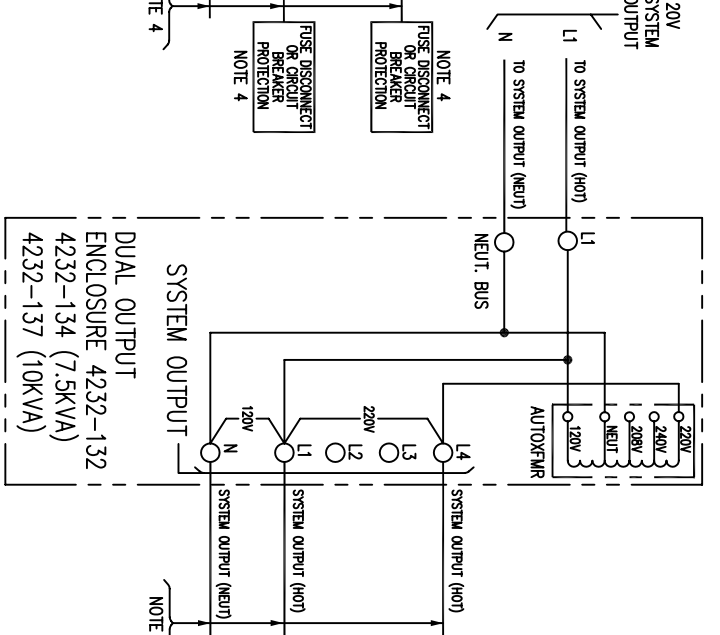 20V
SYSTEM
OUTPUT
L1
N
TO SYSTEM OUTPUT (HOT)
TO SYSTEM OUTPUT (NEUT)
NOTE 4
FUSE DISCONNECT
OR CIRCUIT
BREAKER
PROTECTION
FUSE DISCONNECT
OR CIRCUIT
BREAKER
PROTECTION
NOTE 4
TE 4
L1
NEUT. BUS
220V
240V
208V
NEUT
120V
AUTOXFMR
SYSTEM OUTPUT
120V
220V
L4
L3
L2
L1
N
DUAL OUTPUT
ENCLOSURE 4232-132
4232-134 (7.5KVA)
4232-137 (10KVA)
SYSTEM OUTPUT (HOT)
SYSTEM OUTPUT (HOT)
SYSTEM OUTPUT (NEUT)
NOTE